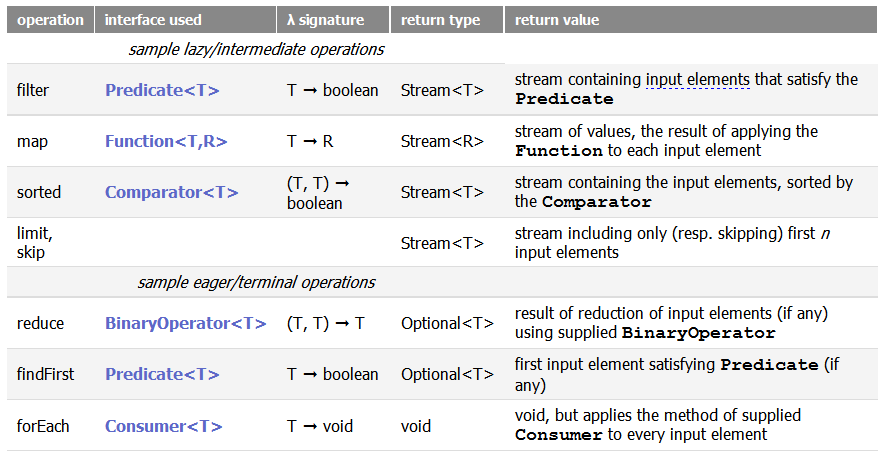 operation interface used λ signature return type return value
sample lazy/intermediate operations
filter Predicate<T> T ➞ boolean Stream<T> stream containing input elements that satisfy the
Predicate
map Function<T,R> T ➞ R Stream<R> stream of values, the result of applying the
Function to each input element
sorted Comparator<T> (T, T) ➞
boolean Stream<T> stream containing the input elements, sorted by
the Comparator
limit,
skip Stream<T> stream including only (resp. skipping) first n
input elements
sample eager/terminal operations
reduce BinaryOperator<T> (T, T) ➞ T Optional<T> result of reduction of input elements (if any)
using supplied BinaryOperator
findFirst Predicate<T> T ➞ boolean Optional<T> first input element satisfying Predicate (if
any)
forEach Consumer<T> T ➞ void void void, but applies the method of supplied
Consumer to every input element